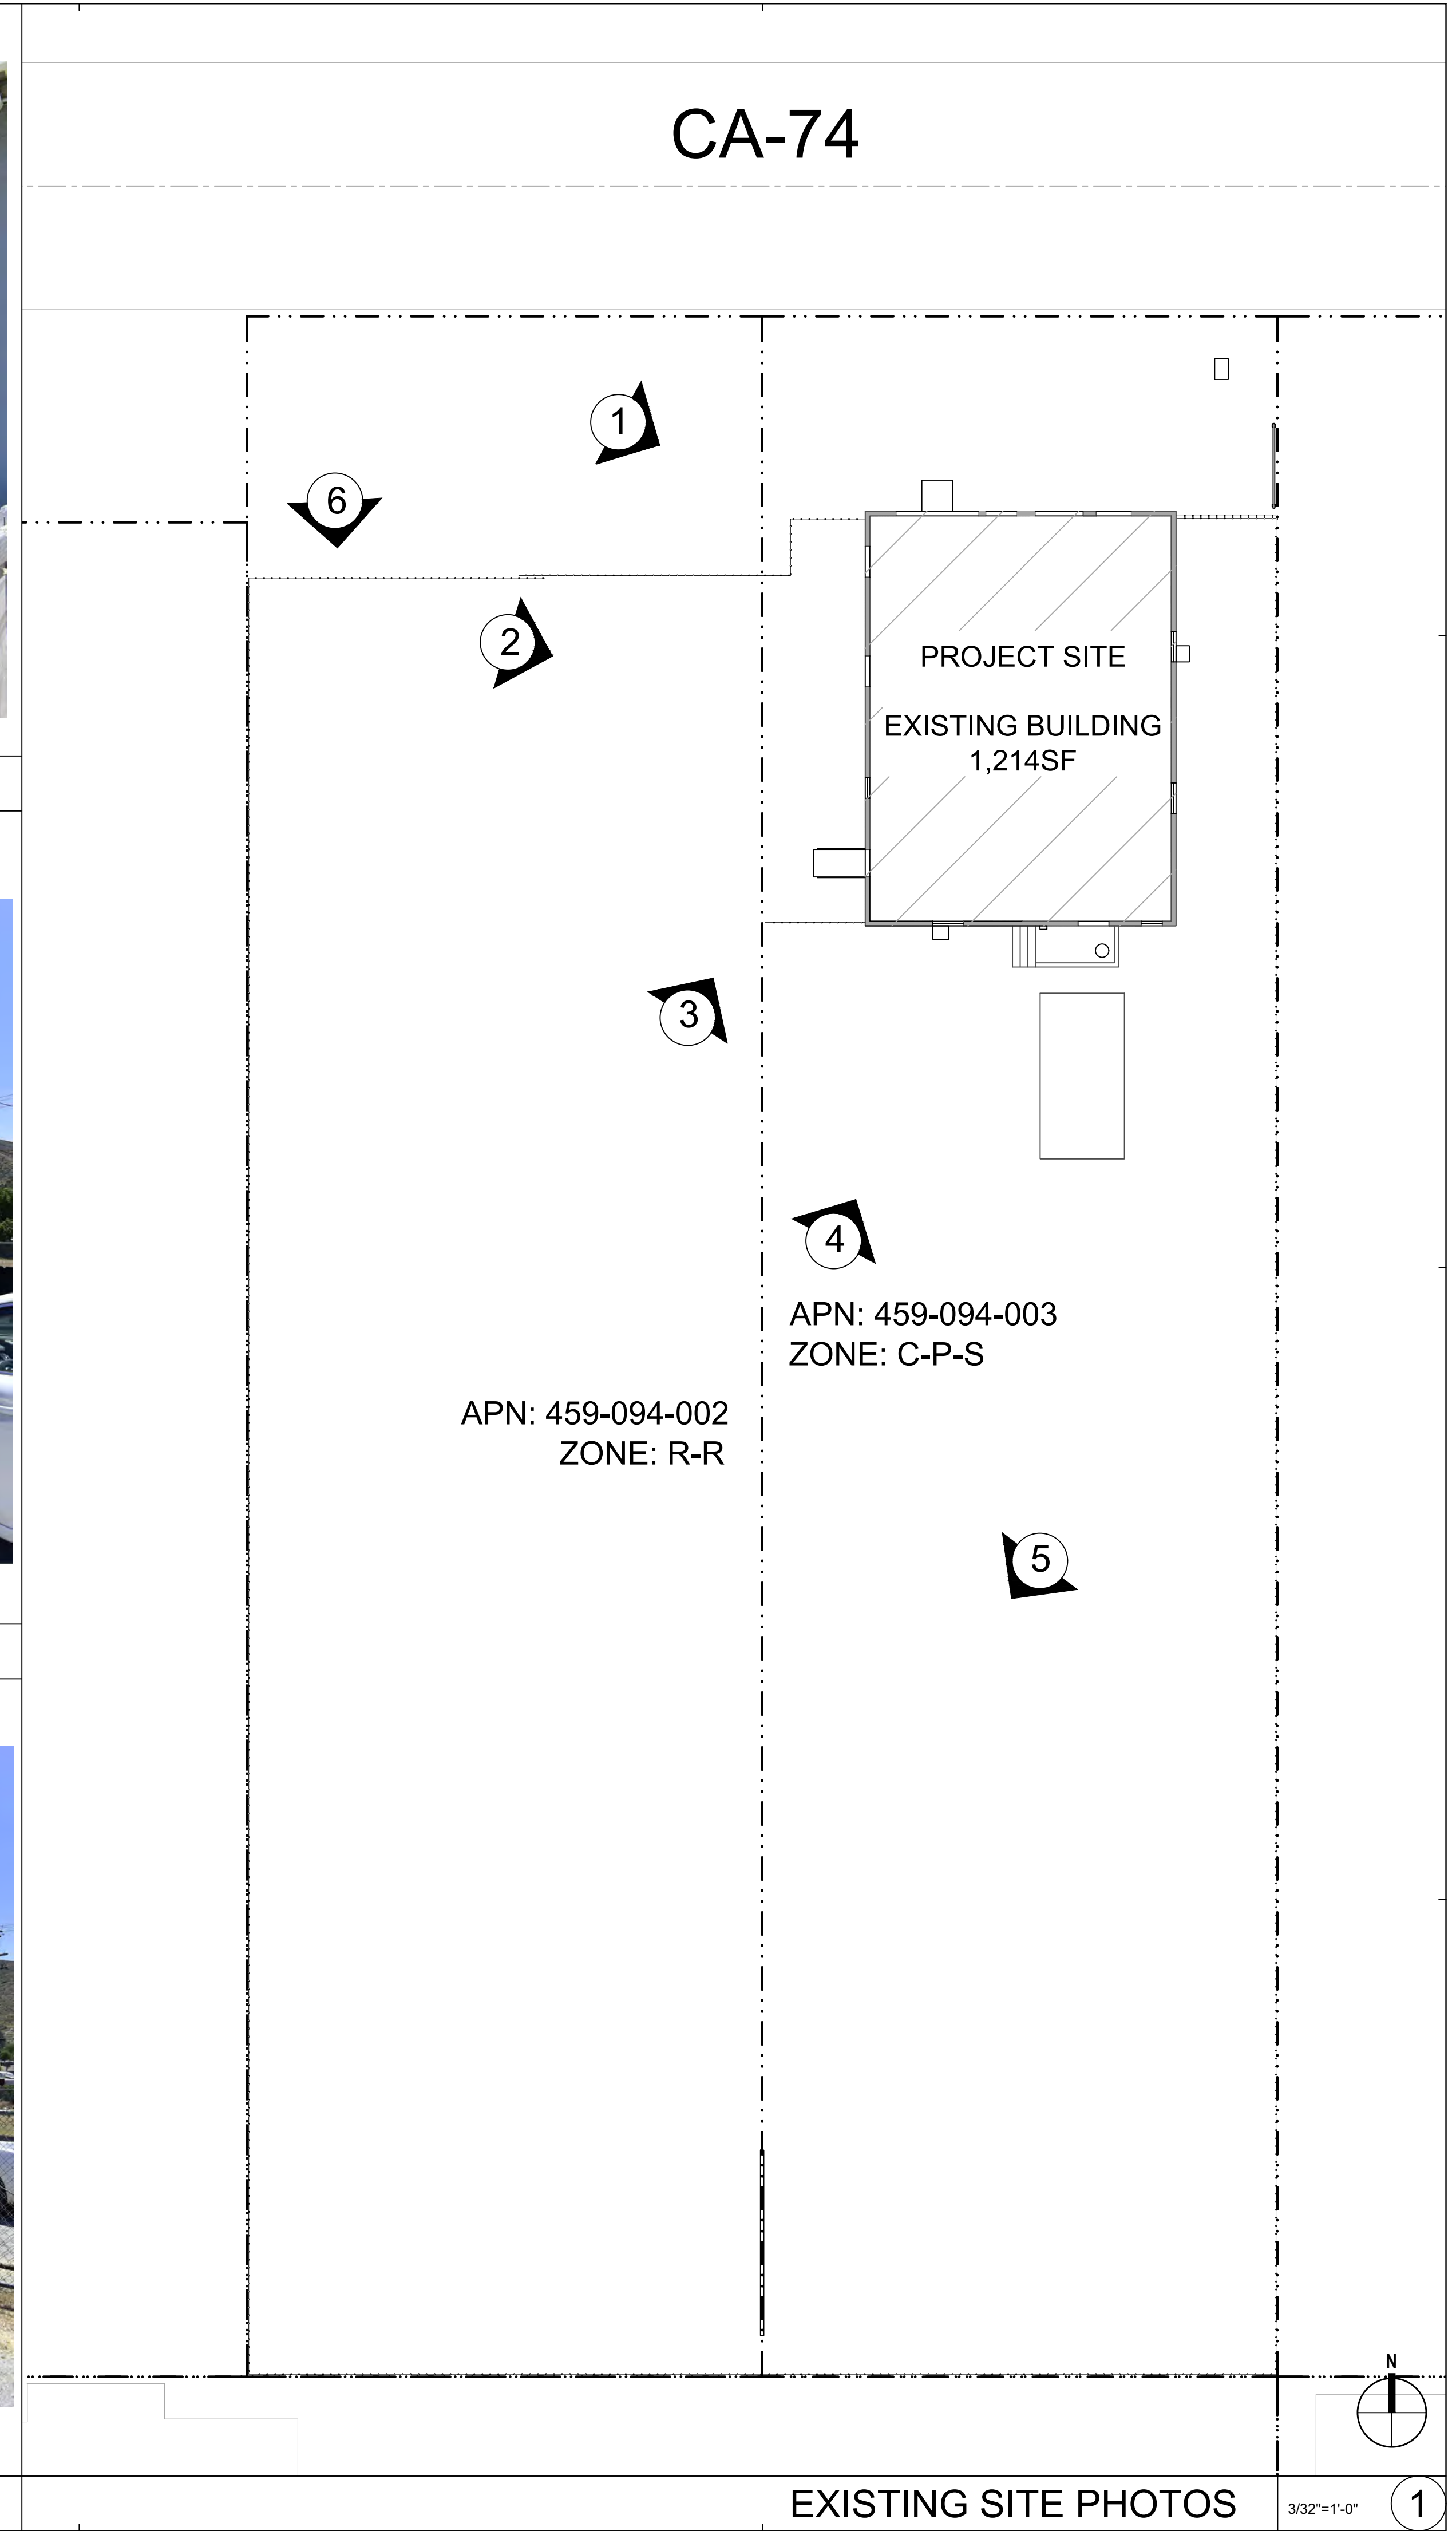 CA-74
1
6
2
PROJECT SITE
EXISTING BUILDING
1,214SF
3
4
APN: 459-094-003
ZONE: C-P-S
APN: 459-094-002
ZONE: R-R
5
N
EXISTING SITE PHOTOS
3/32"=1'-0"
1